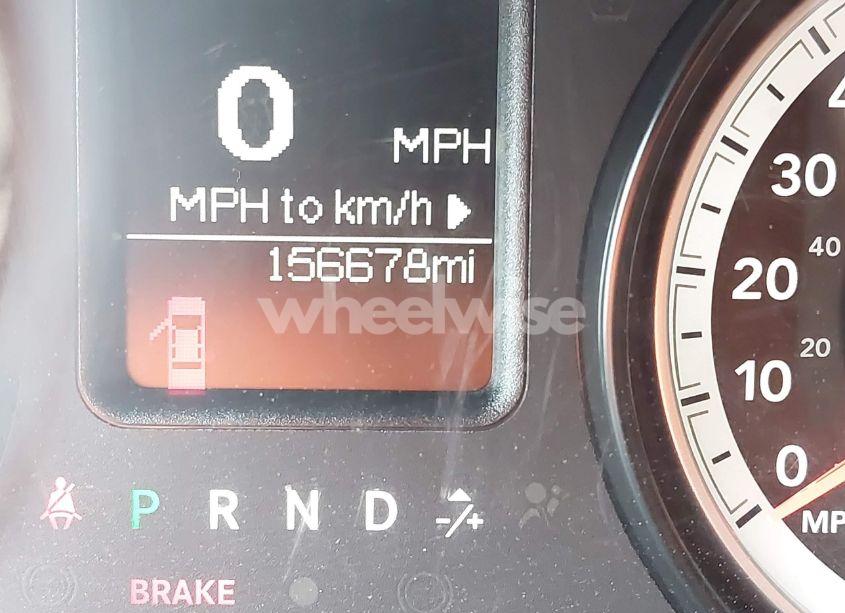 0 MPH
MPH to km/h
156678mi
wheelwise
P R N D -/+
BRAKE
30
40
20
20
10
0